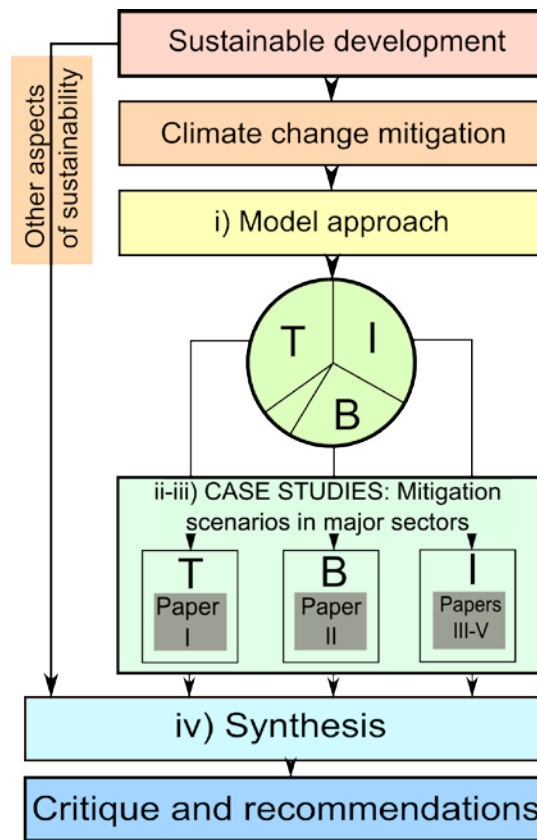 Sustainable development
Other aspects
of sustainability
Climate change mitigation
i) Model approach
T
I
B
ii-iii) CASE STUDIES: Mitigation
scenarios in major sectors
T
Paper
I
B
Paper
II
I
Papers
III-V
iv) Synthesis
Critique and recommendations